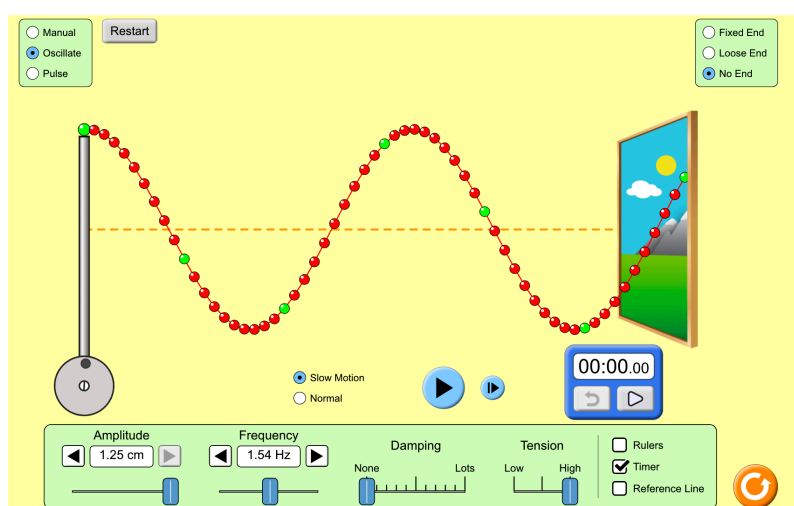 Manual
Oscillate
Pulse
Restart
Fixed End
Loose End
No End
Slow Motion
Normal
00:00.00
Amplitude
1.25 cm
Frequency
1.54 Hz
Damping
None Lots
Tension
Low High
Rulers
Timer
Reference Line